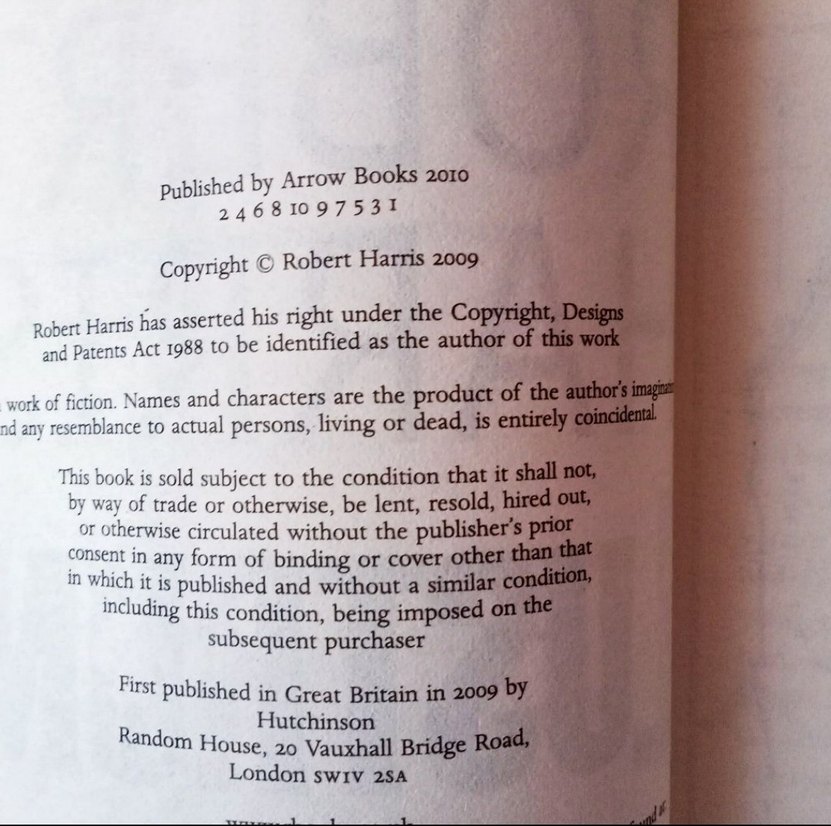 Published by Arrow Books 2010
2 4 6 8 10 9 7 5 3 1
Copyright © Robert Harris 2009
Robert Harris has asserted his right under the Copyright, Designs
and Patents Act 1988 to be identified as the author of this work
work of fiction. Names and characters are the product of the author's
any resemblance to actual persons, living or dead, is entirely coincidental.
This book is sold subject to the condition that it shall not,
by way of trade or otherwise, be lent, resold, hired out,
or otherwise circulated without the publisher's prior
consent in any form of binding or cover other than that
in which it is published and without a similar condition,
including this condition, being imposed on the
subsequent purchaser
First published in Great Britain in 2009 by
Hutchinson
Random House, 20 Vauxhall Bridge Road,
London SW1V 2SA